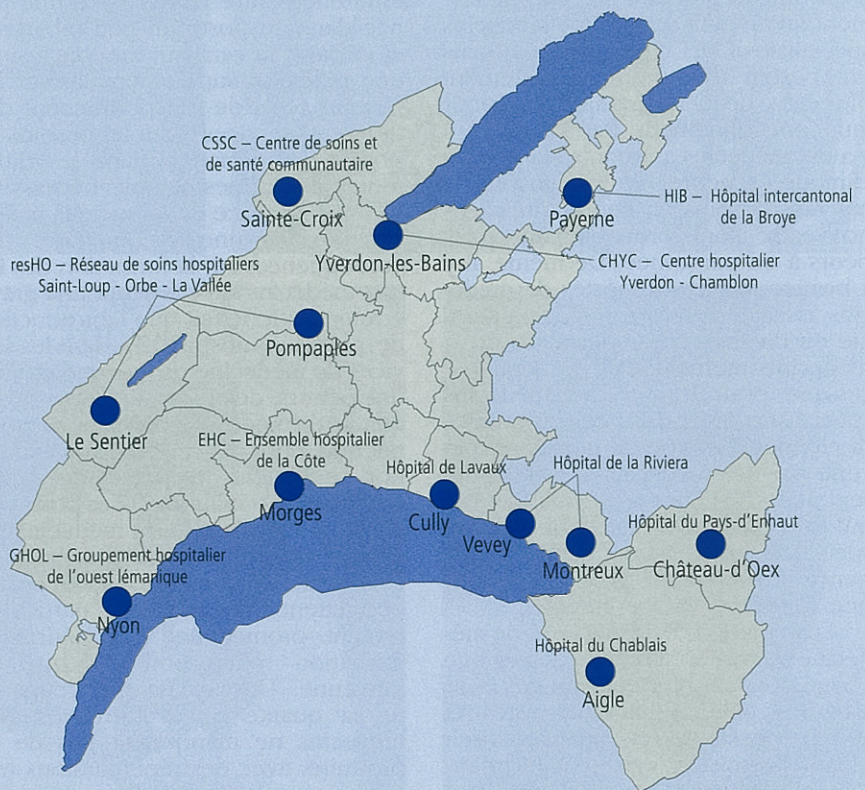 CSSC – Centre de soins et
de santé communautaire
Sainte-Croix
Payerne
HIB – Hôpital intercantonal
de la Broye
Yverdon-les-Bains
CHYC – Centre hospitalier
Yverdon - Chamblon
resHO – Réseau de soins hospitaliers
Saint-Loup - Orbe - La Vallée
Pompaples
Le Sentier
EHC – Ensemble hospitalier
de la Côte
Morges
Hôpital de Lavaux
Cully
Hôpital de la Riviera
Vevey
Montreux
Hôpital du Pays-d'Enhaut
Château-d'Oex
GHOL – Groupement hospitalier
de l'ouest lémanique
Nyon
Hôpital du Chablais
Aigle